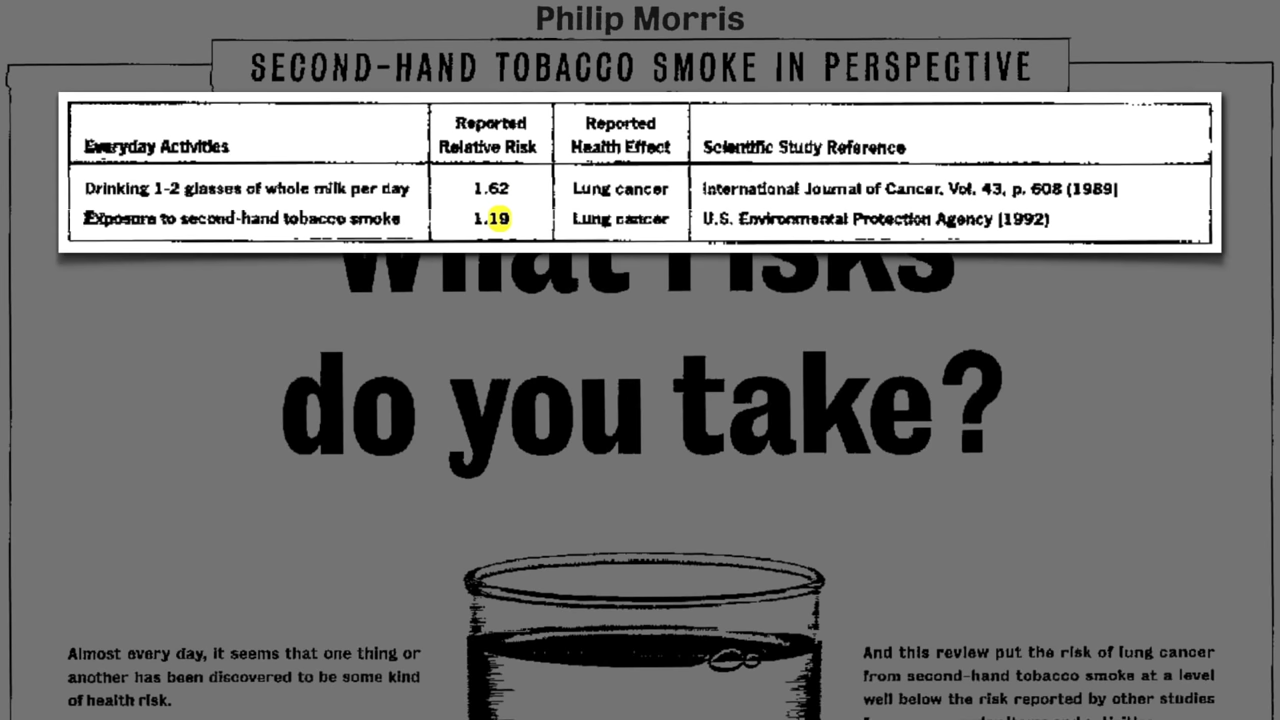 Philip Morris
SECOND-HAND TOBACCO SMOKE IN PERSPECTIVE
Everyday Activities Reported Relative Risk Reported Health Effect Scientific Study Reference
Drinking 1-2 glasses of whole milk per day 1.62 Lung cancer International Journal of Cancer, Vol. 43, p. 608 (1989)
Exposure to second-hand tobacco smoke 1.19 Lung cancer U.S. Environmental Protection Agency (1992)
What risks
do you take?
Almost every day, it seems that one thing or
another has been discovered to be some kind
of health risk.
And this review put the risk of lung cancer
from second-hand tobacco smoke at a level
well below the risk reported by other studies